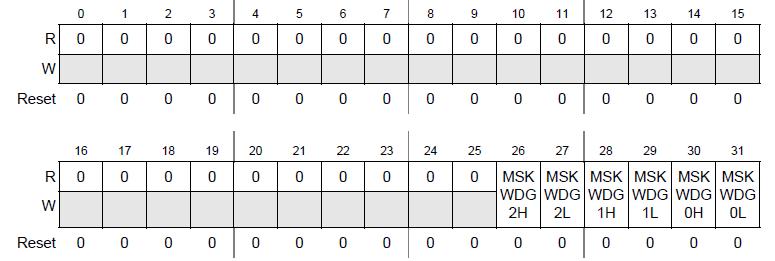 0 1 2 3 4 5 6 7 8 9 10 11 12 13 14 15
R 0 0 0 0 0 0 0 0 0 0 0 0 0 0 0 0
W
Reset 0 0 0 0 0 0 0 0 0 0 0 0 0 0 0 0
16 17 18 19 20 21 22 23 24 25 26 27 28 29 30 31
R 0 0 0 0 0 0 0 0 0 0 MSK MSK MSK MSK MSK MSK
WDG WDG WDG WDG WDG WDG
W 2H 2L 1H 1L 0H 0L
Reset 0 0 0 0 0 0 0 0 0 0 0 0 0 0 0 0